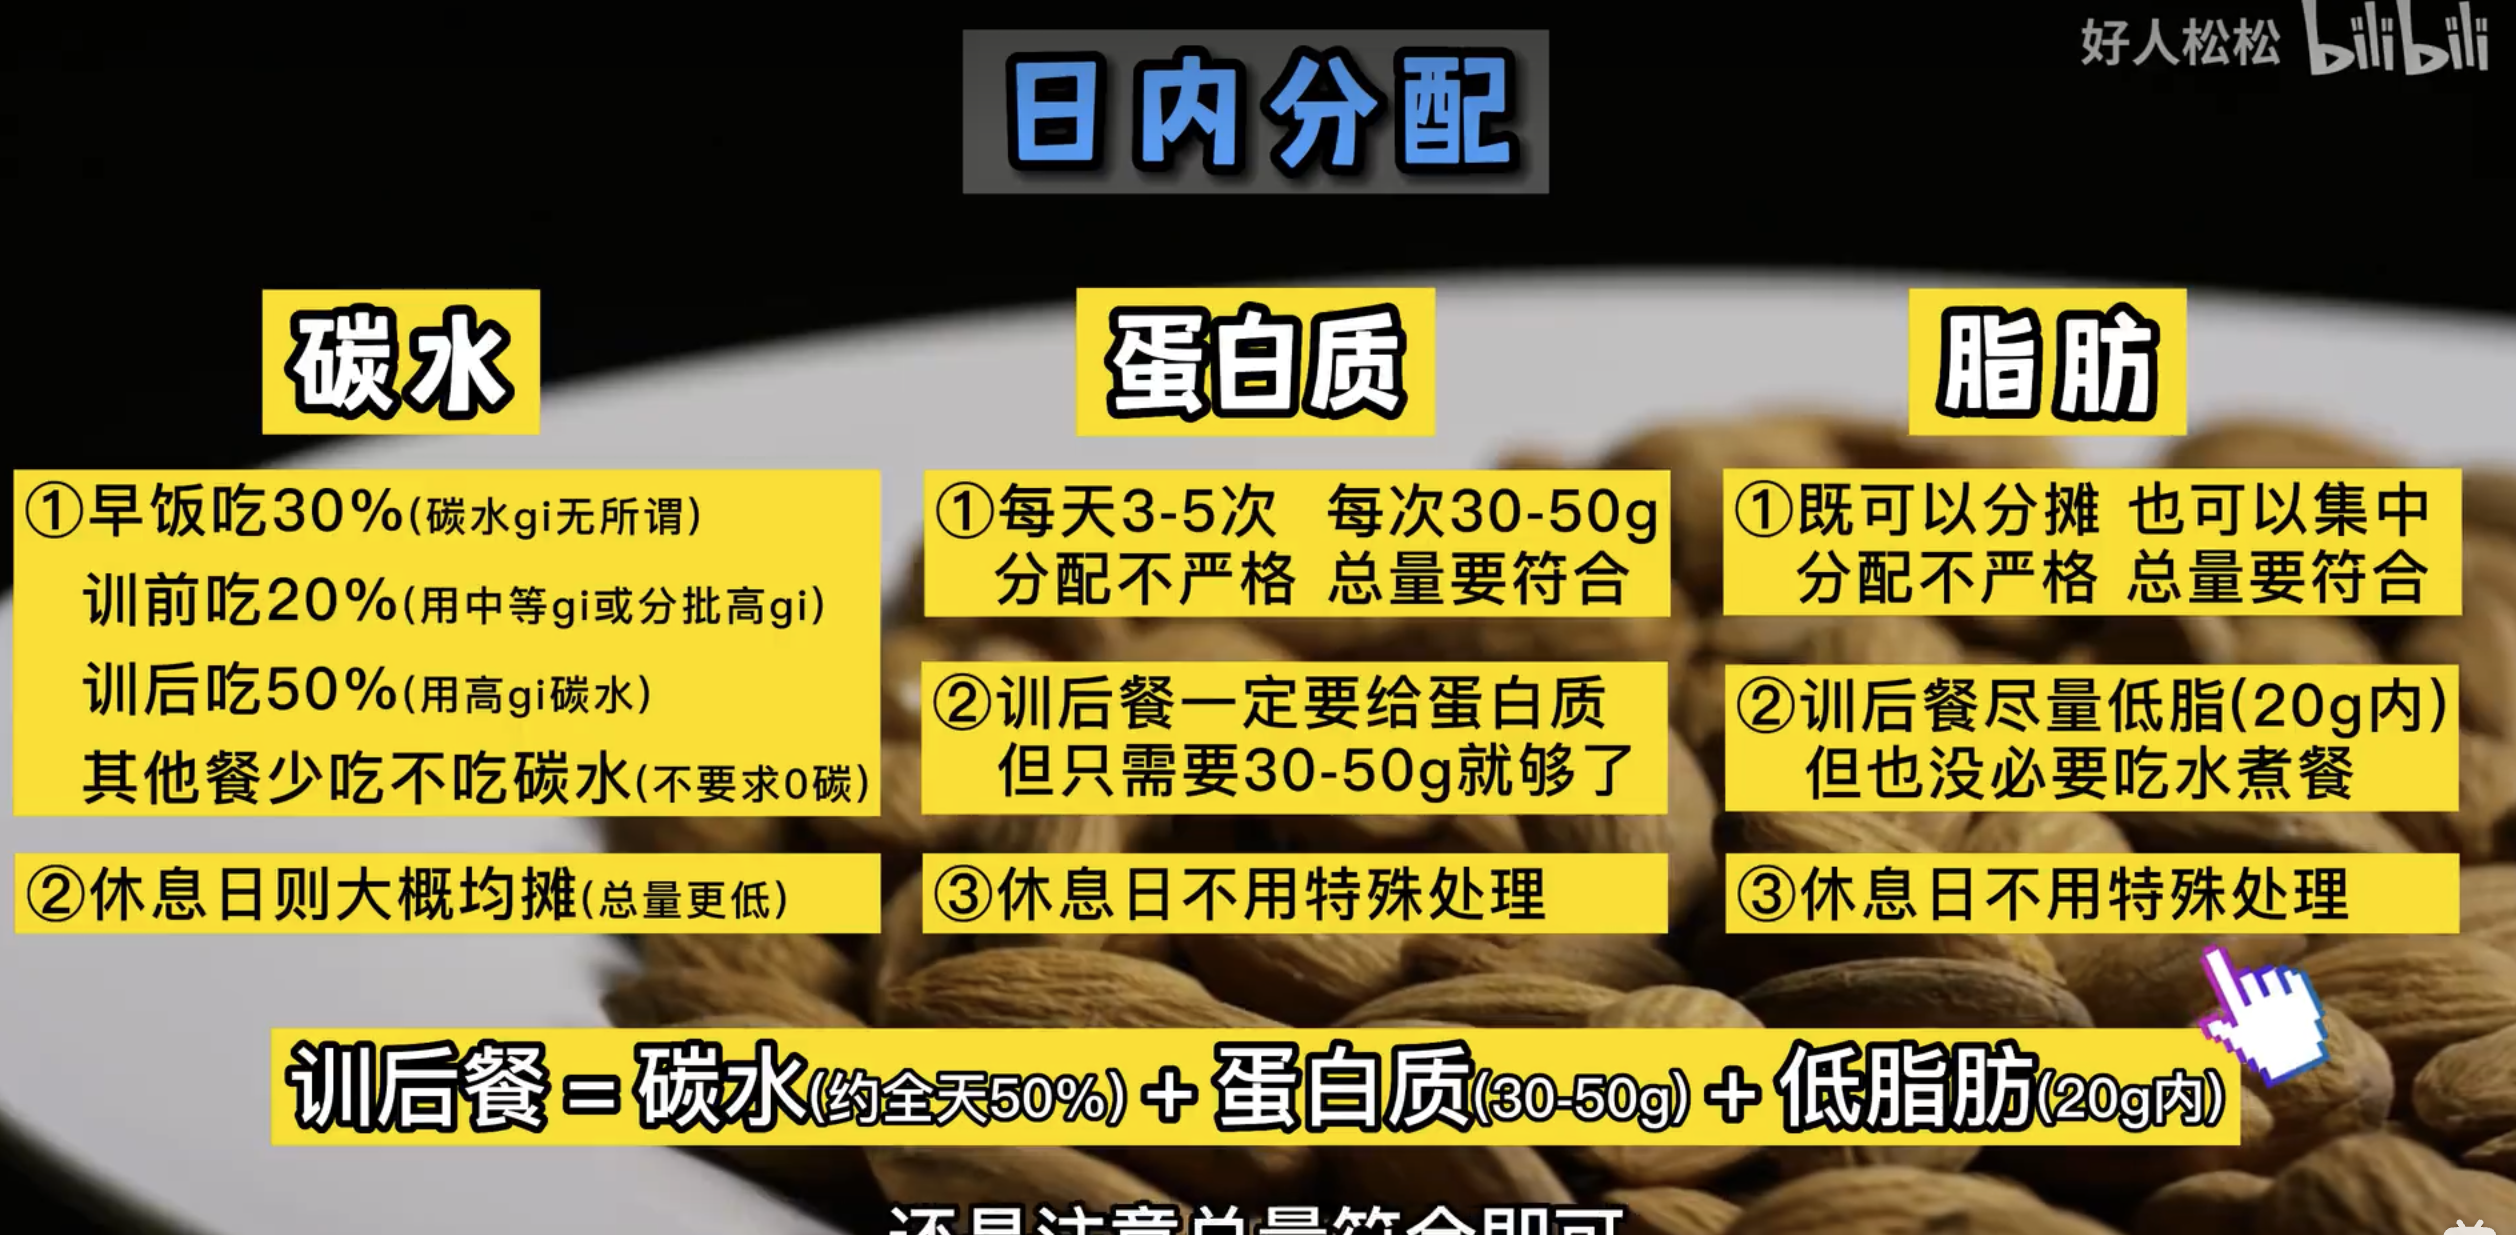 好人松松 bilibili
日内分配
碳水
①早饭吃30%(碳水gi无所谓)
训前吃20%(用中等gi或分批高gi)
训后吃50%(用高gi碳水)
其他餐少吃不吃碳水(不要求0碳)
②休息日则大概均摊(总量更低)
蛋白质
①每天3-5次 每次30-50g
分配不严格 总量要符合
②训后餐一定要给蛋白质
但只需要30-50g就够了
③休息日不用特殊处理
脂肪
①既可以分摊 也可以集中
分配不严格 总量要符合
②训后餐尽量低脂(20g内)
但也没必要吃水煮餐
③休息日不用特殊处理
训后餐=碳水(约全天50%)+蛋白质(30-50g)+低脂肪(20g内)
还是注意总量符合即可